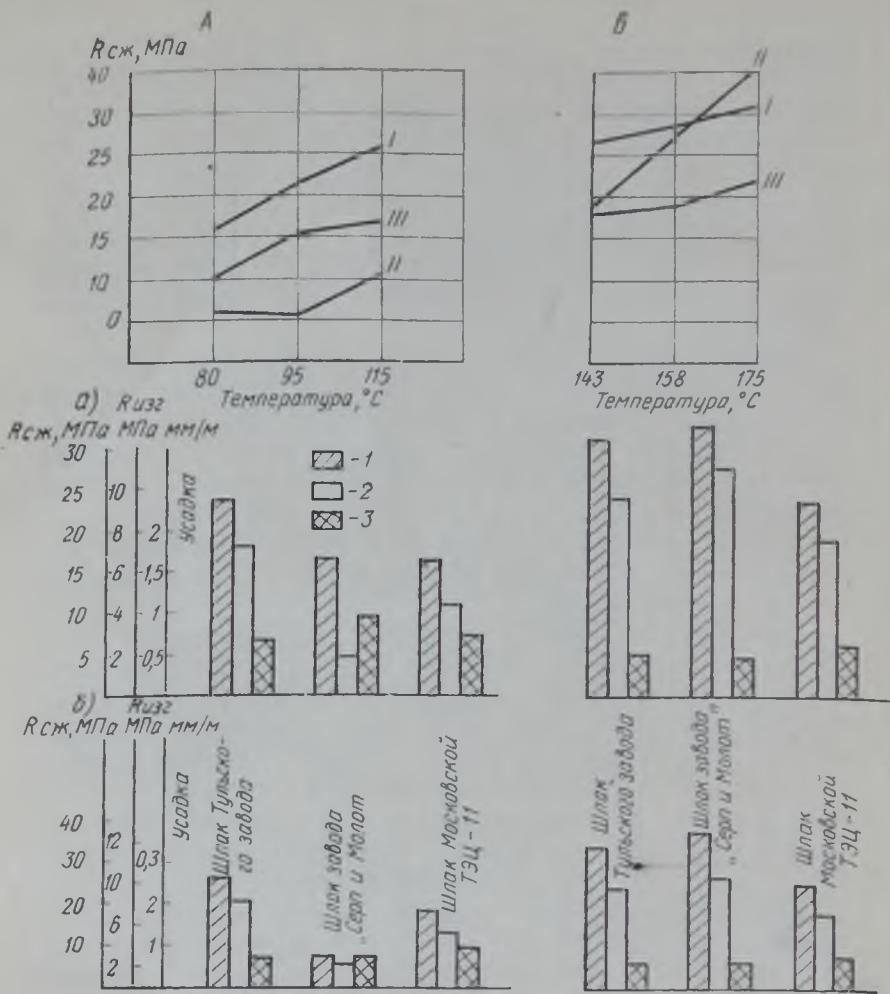 А
Б
Rсж, МПа
40
30
25
20
15
10
0
I
III
II
80 95 115
Температура, °С
II
I
III
143 158 175
Температура, °С
а) Rизг
Rсж, МПа МПа мм/м
30
25
20
15
10
5
10
8
6
4
2
2
1,5
1
0,5
Усадка
-1
-2
-3
б) Rизг
Rсж, МПа МПа мм/м
40
30
20
10
12
10
6
2
0,3
2
1
Усадка
Шлак Тульско-
го завода
Шлак завода
„Серп и Молот
Шлак Московской
ТЭЦ-11
Шлак
Тульского завода
Шлак завода
„Серп и Молот"
Шлак
Московской
ТЭЦ-11